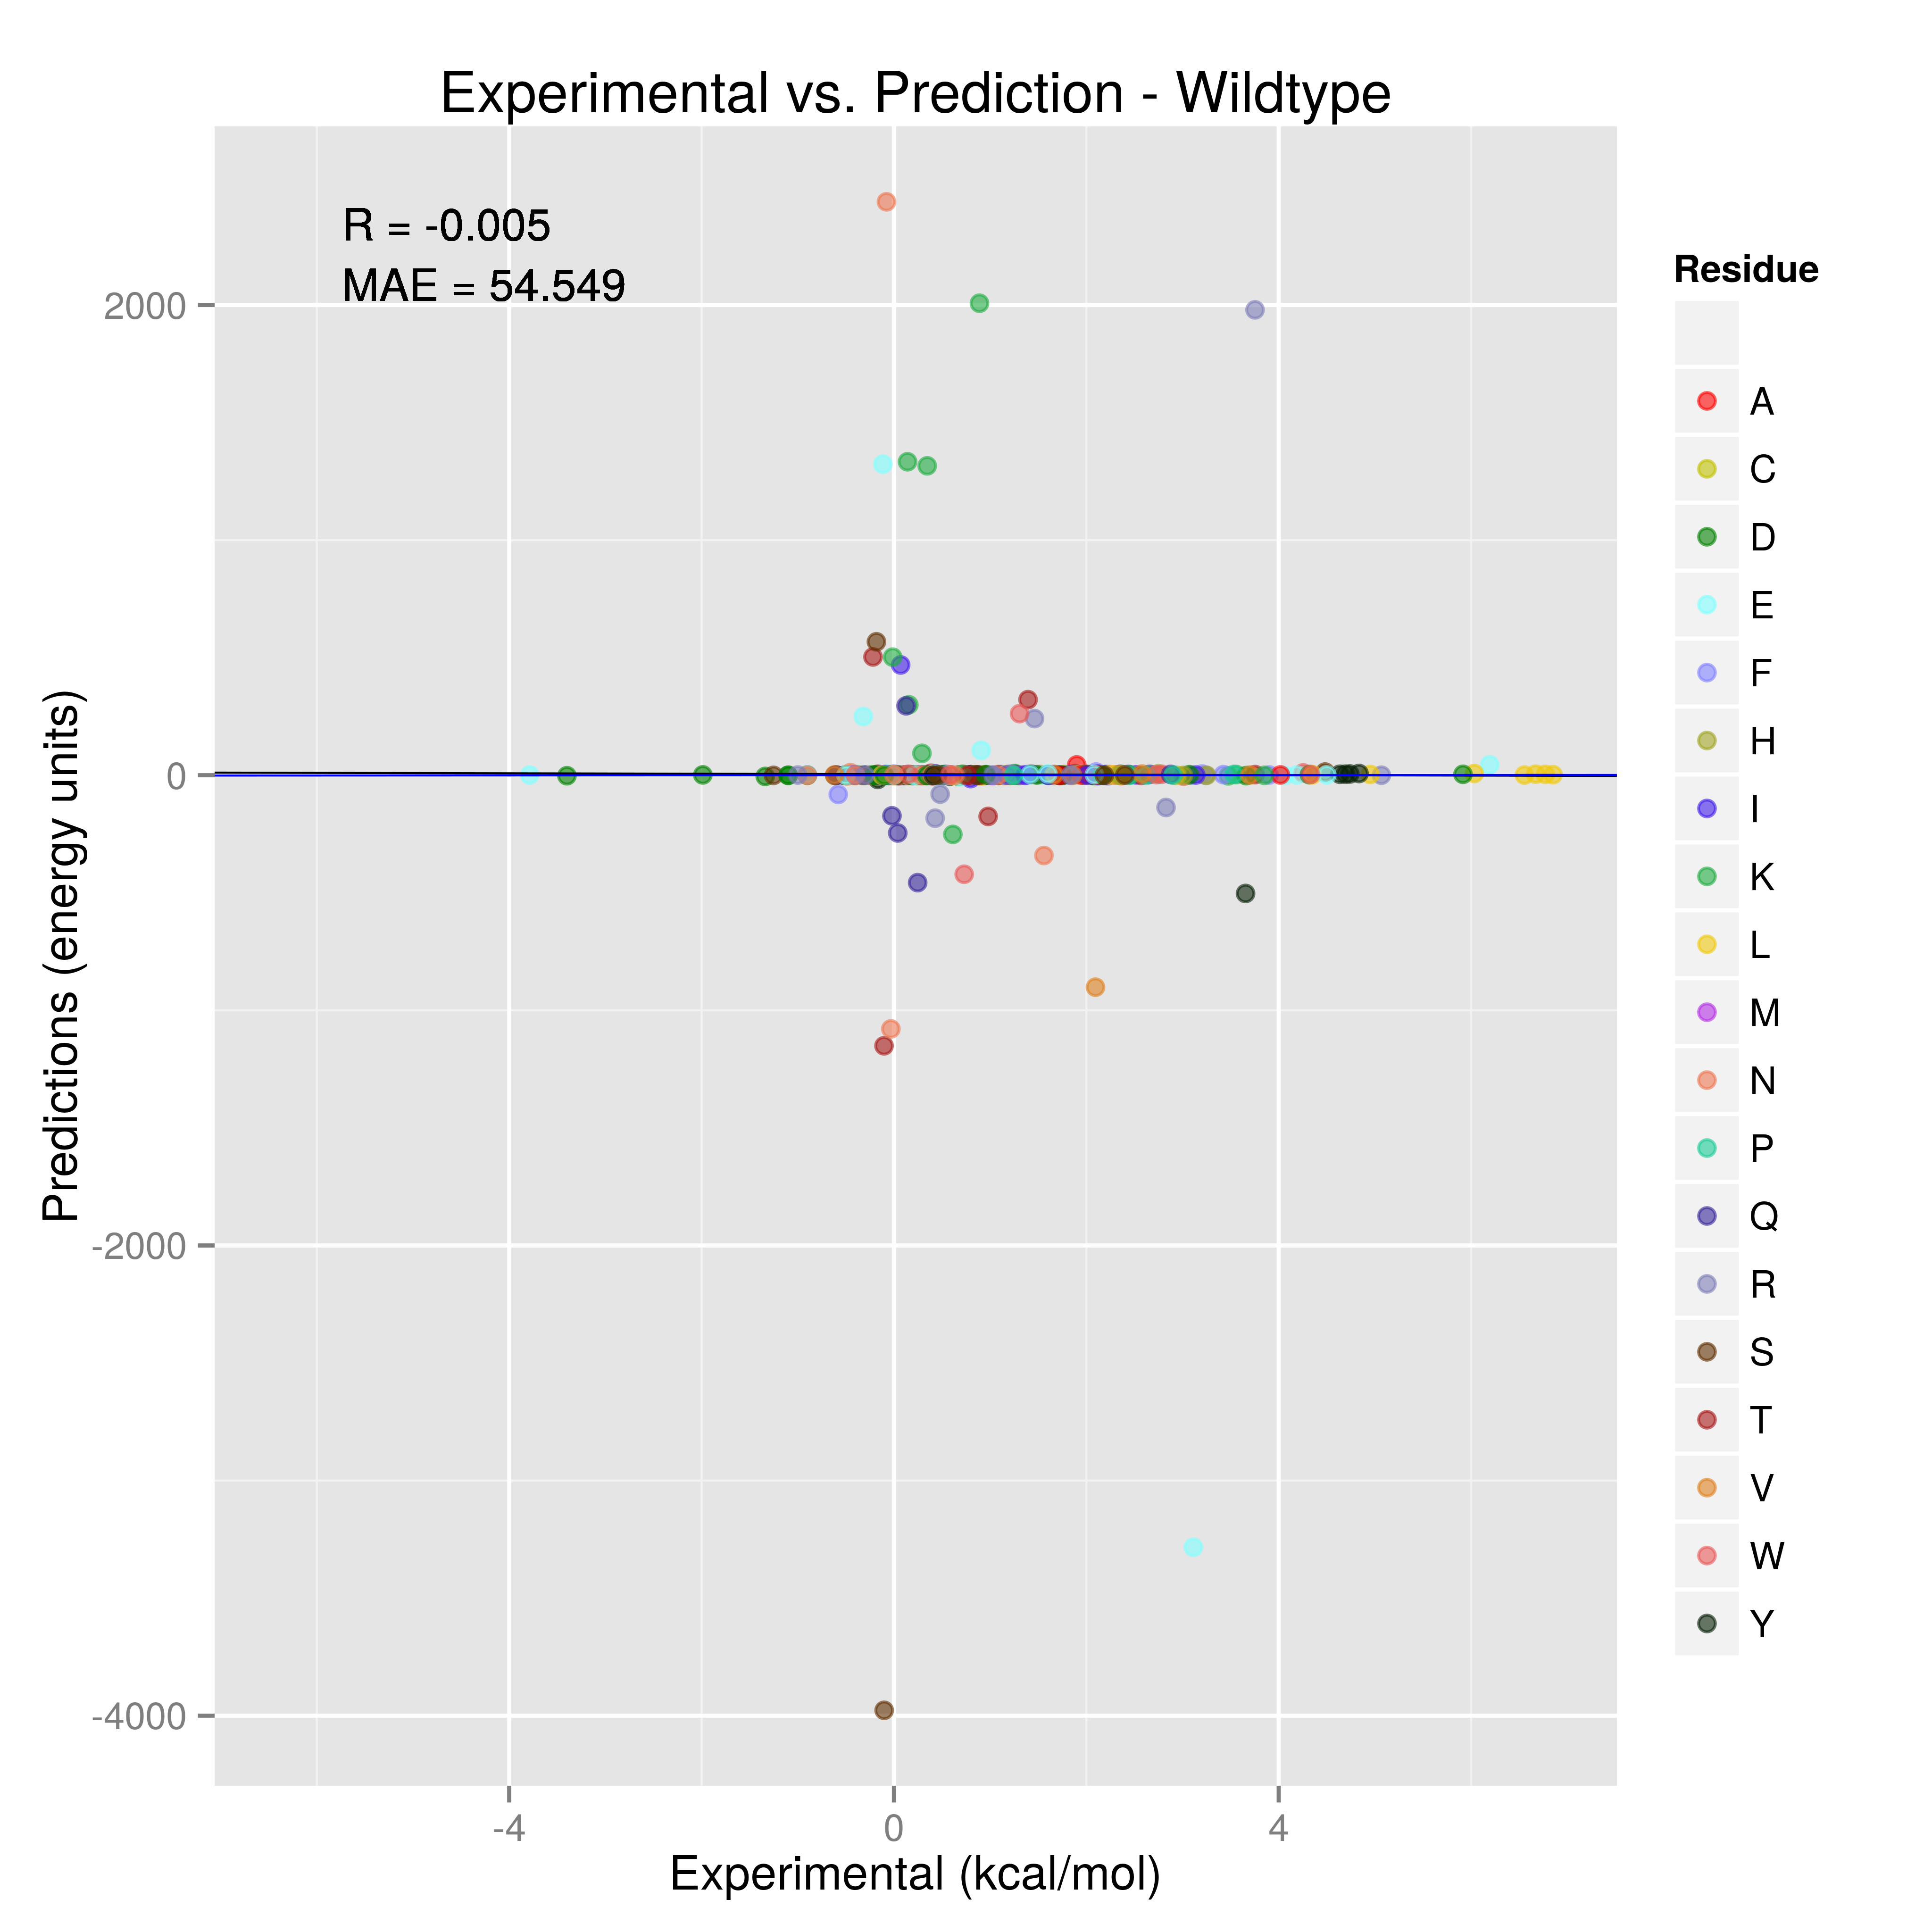 Experimental vs. Prediction - Wildtype
R = -0.005
MAE = 54.549
2000
0
-2000
-4000
Predictions (energy units)
-4
0
4
Experimental (kcal/mol)
Residue
A
C
D
E
F
H
I
K
L
M
N
P
Q
R
S
T
V
W
Y